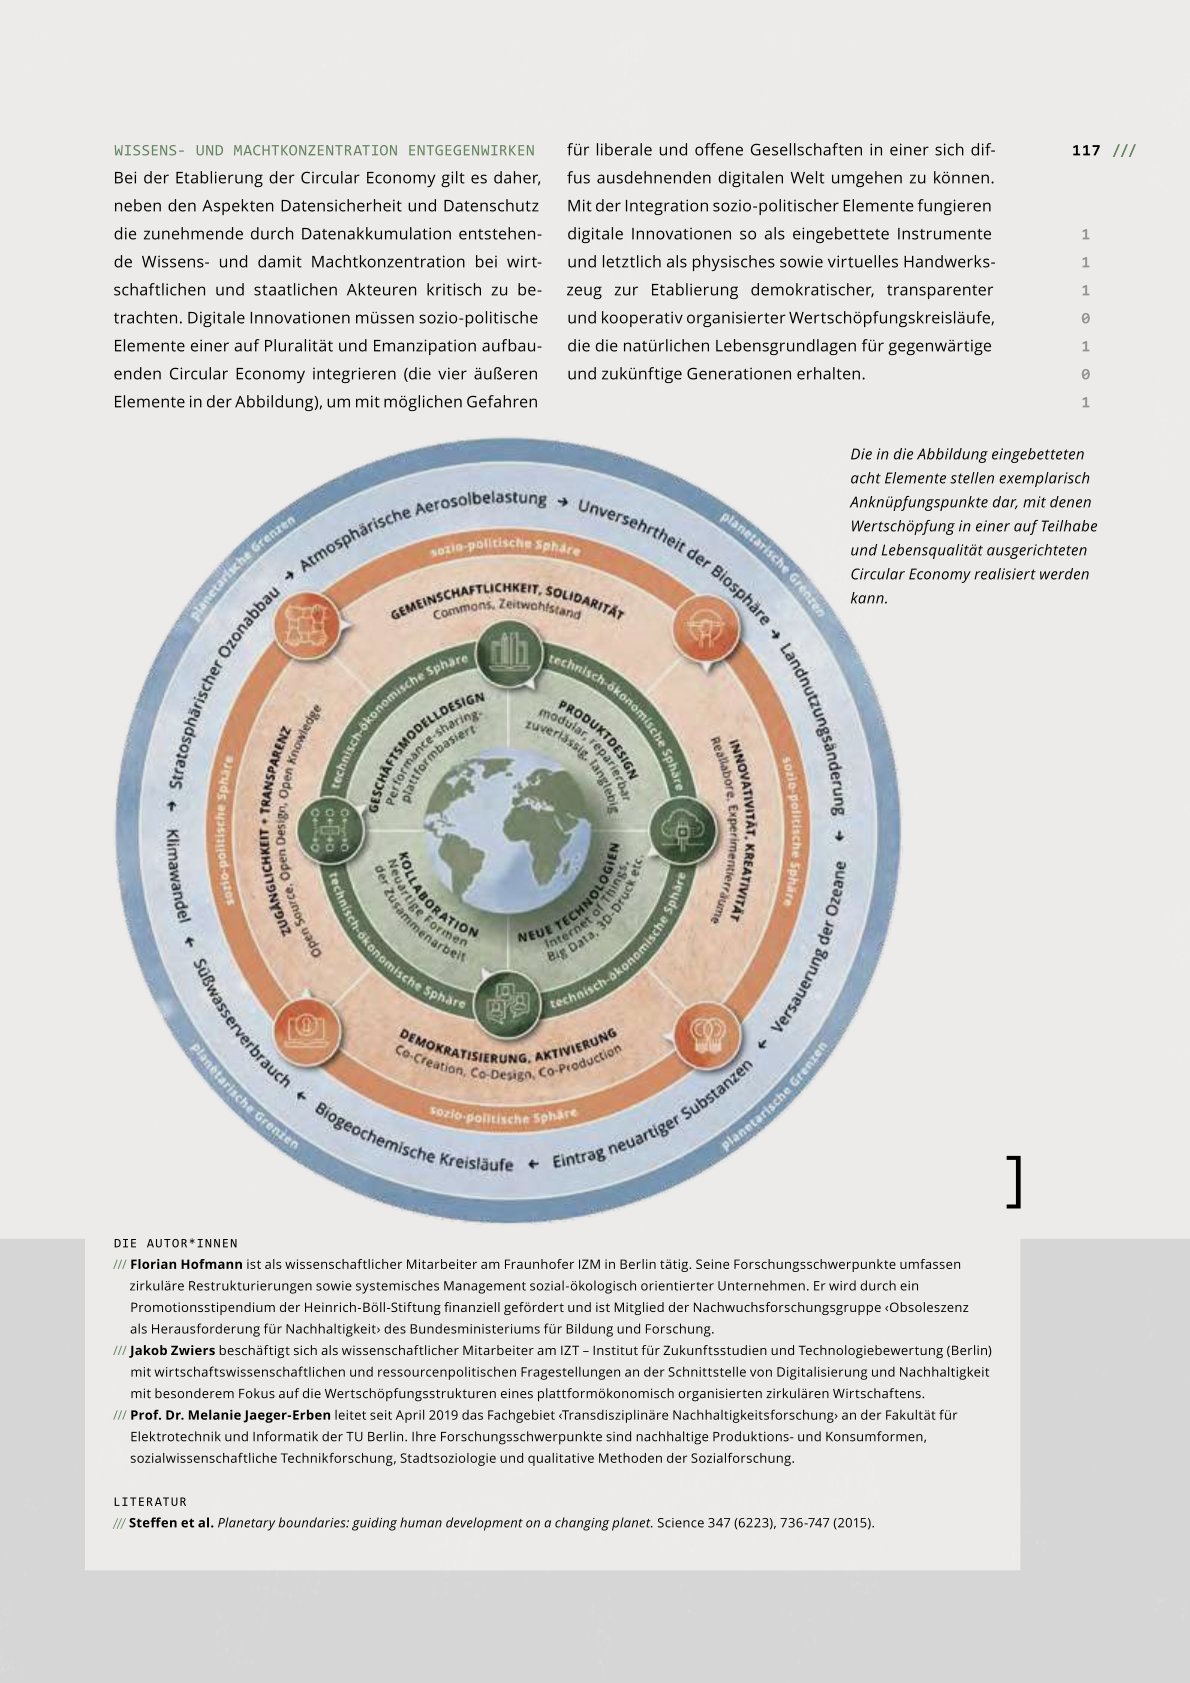 WISSENS- UND MACHTKONZENTRATION ENTGEGENWIRKEN
Bei der Etablierung der Circular Economy gilt es daher,
neben den Aspekten Datensicherheit und Datenschutz
die zunehmende durch Datenakkumulation entstehen-
de Wissens- und damit Machtkonzentration bei wirt-
schaftlichen und staatlichen Akteuren kritisch zu be-
trachten. Digitale Innovationen müssen sozio-politische
Elemente einer auf Pluralität und Emanzipation aufbau-
enden Circular Economy integrieren (die vier äußeren
Elemente in der Abbildung), um mit möglichen Gefahren
für liberale und offene Gesellschaften in einer sich dif-
fus ausdehnenden digitalen Welt umgehen zu können.
Mit der Integration sozio-politischer Elemente fungieren
digitale Innovationen so als eingebettete Instrumente
und letztlich als physisches sowie virtuelles Handwerks-
zeug zur Etablierung demokratischer, transparenter
und kooperativ organisierter Wertschöpfungskreisläufe,
die die natürlichen Lebensgrundlagen für gegenwärtige
und zukünftige Generationen erhalten.
117 ///
1
1
1
0
1
0
1
Die in die Abbildung eingebetteten
acht Elemente stellen exemplarisch
Anknüpfungspunkte dar, mit denen
Wertschöpfung in einer auf Teilhabe
und Lebensqualität ausgerichteten
Circular Economy realisiert werden
kann.
planetarische Grenzen
planetarische Grenzen
planetarische Grenzen
planetarische Grenzen
Atmosphärische Aerosolbelastung →
Unversehrtheit der Biosphäre →
Landnutzungsänderung →
Versauerung der Ozeane →
Eintrag neuartiger Substanzen ←
Biogeochemische Kreisläufe ←
Süßwasserverbrauch ←
Klimawandel →
Stratosphärischer Ozonabbau →
sozio-politische Sphäre
sozio-politische Sphäre
sozio-politische Sphäre
sozio-politische Sphäre
GEMEINSCHAFTLICHKEIT, SOLIDARITÄT
Commons, Zeitwohlstand
INNOVATIVITÄT, KREATIVITÄT
Reallabore, Experimentierräume
DEMOKRATISIERUNG, AKTIVIERUNG
Co-Creation, Co-Design, Co-Production
ZUGÄNGLICHKEIT + TRANSPARENZ
Open Source, Open Design, Open Knowledge
technisch-ökonomische Sphäre
technisch-ökonomische Sphäre
technisch-ökonomische Sphäre
technisch-ökonomische Sphäre
GESCHÄFTSMODELLDESIGN
Performance-sharing-
plattformbasiert
PRODUKTDESIGN
modular, reparierbar
zuverlässig, langlebig
NEUE TECHNOLOGIEN
Internet of Things,
Big Data, 3D-Druck etc.
KOLLABORATION
Neuartige Formen
der Zusammenarbeit
]
DIE AUTOR*INNEN
/// Florian Hofmann ist als wissenschaftlicher Mitarbeiter am Fraunhofer IZM in Berlin tätig. Seine Forschungsschwerpunkte umfassen
zirkuläre Restrukturierungen sowie systemisches Management sozial-ökologisch orientierter Unternehmen. Er wird durch ein
Promotionsstipendium der Heinrich-Böll-Stiftung finanziell gefördert und ist Mitglied der Nachwuchsforschungsgruppe ‹Obsoleszenz
als Herausforderung für Nachhaltigkeit› des Bundesministeriums für Bildung und Forschung.
/// Jakob Zwiers beschäftigt sich als wissenschaftlicher Mitarbeiter am IZT – Institut für Zukunftsstudien und Technologiebewertung (Berlin)
mit wirtschaftswissenschaftlichen und ressourcenpolitischen Fragestellungen an der Schnittstelle von Digitalisierung und Nachhaltigkeit
mit besonderem Fokus auf die Wertschöpfungsstrukturen eines plattformökonomisch organisierten zirkulären Wirtschaftens.
/// Prof. Dr. Melanie Jaeger-Erben leitet seit April 2019 das Fachgebiet ‹Transdisziplinäre Nachhaltigkeitsforschung› an der Fakultät für
Elektrotechnik und Informatik der TU Berlin. Ihre Forschungsschwerpunkte sind nachhaltige Produktions- und Konsumformen,
sozialwissenschaftliche Technikforschung, Stadtsoziologie und qualitative Methoden der Sozialforschung.
LITERATUR
/// Steffen et al. Planetary boundaries: guiding human development on a changing planet. Science 347 (6223), 736-747 (2015).